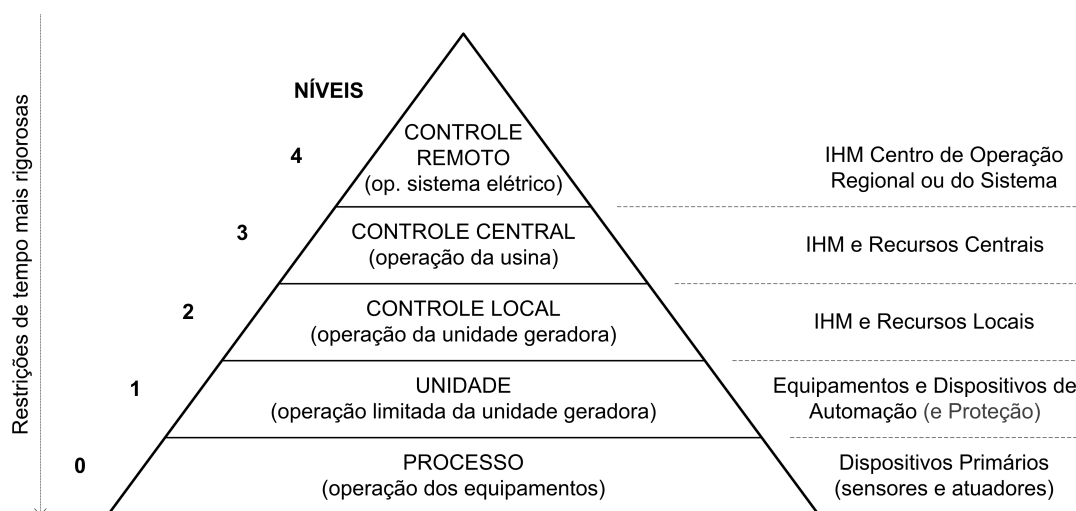 Restrições de tempo mais rigorosas
NÍVEIS
4
CONTROLE
REMOTO
(op. sistema elétrico)
IHM Centro de Operação
Regional ou do Sistema
3
CONTROLE CENTRAL
(operação da usina)
IHM e Recursos Centrais
2
CONTROLE LOCAL
(operação da unidade geradora)
IHM e Recursos Locais
1
UNIDADE
(operação limitada da unidade geradora)
Equipamentos e Dispositivos de
Automação (e Proteção)
0
PROCESSO
(operação dos equipamentos)
Dispositivos Primários
(sensores e atuadores)